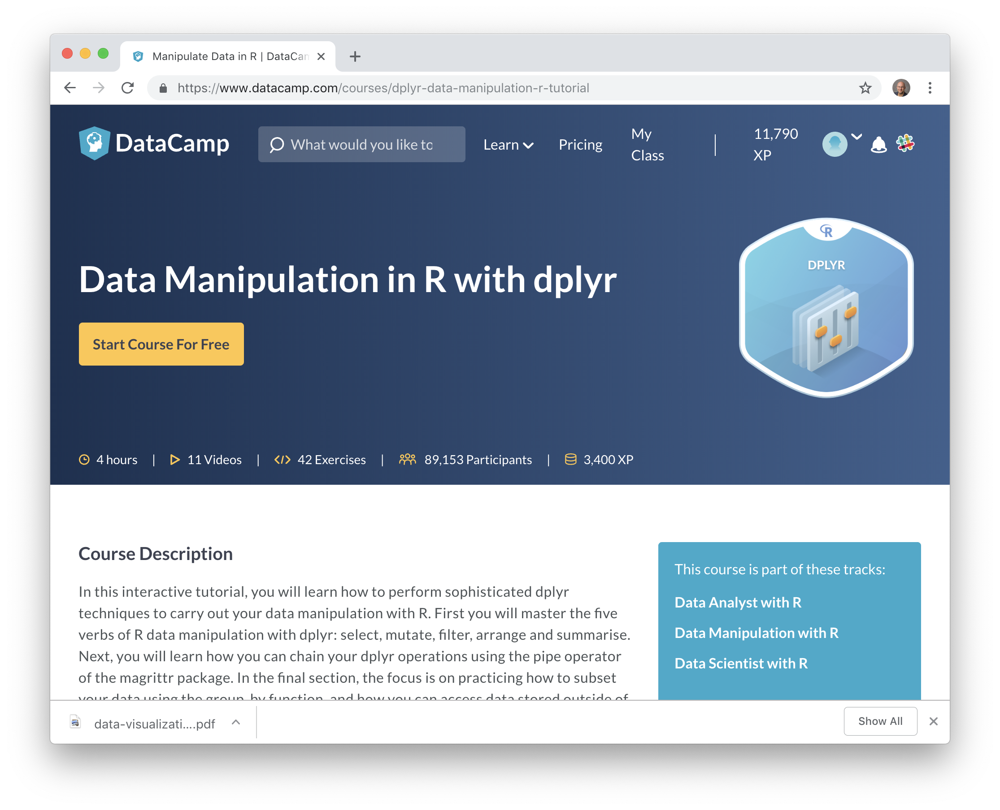 Manipulate Data in R | DataCam
https://www.datacamp.com/courses/dplyr-data-manipulation-r-tutorial
DataCamp
What would you like to
Learn
Pricing
My
Class
11,790
XP
R
DPLYR
Data Manipulation in R with dplyr
Start Course For Free
4 hours | 11 Videos | 42 Exercises | 89,153 Participants | 3,400 XP
Course Description
In this interactive tutorial, you will learn how to perform sophisticated dplyr
techniques to carry out your data manipulation with R. First you will master the five
verbs of R data manipulation with dplyr: select, mutate, filter, arrange and summarise.
Next, you will learn how you can chain your dplyr operations using the pipe operator
of the magrittr package. In the final section, the focus is on practicing how to subset
your data using the group_by function, and how you can access data stored outside of
This course is part of these tracks:
Data Analyst with R
Data Manipulation with R
Data Scientist with R
data-visualizati....pdf
Show All